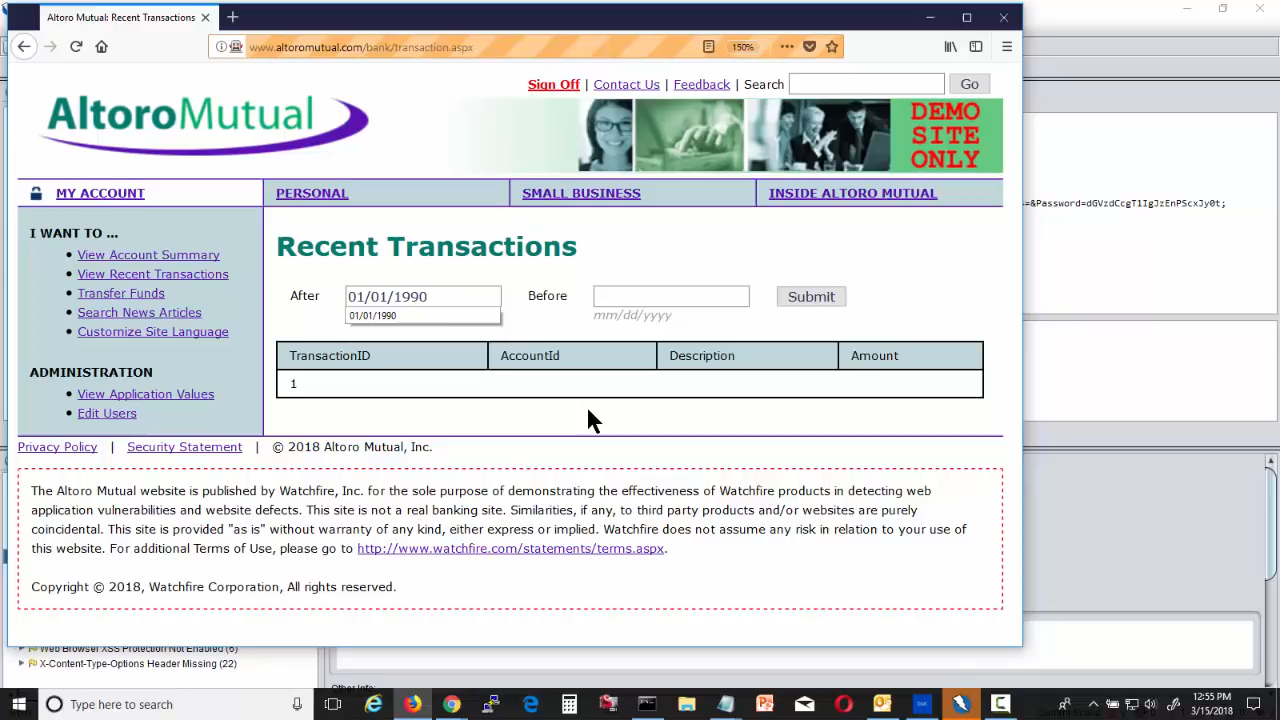 Altoro Mutual: Recent Transactions
www.altoromutual.com/bank/transaction.aspx
150%
Sign Off | Contact Us | Feedback | Search
Go
AltoroMutual
DEMO
SITE
ONLY
MY ACCOUNT
PERSONAL
SMALL BUSINESS
INSIDE ALTORO MUTUAL
=&Password=dGVzdCcgT1IgJzEnPScxJy0t;
I WANT TO ...
View Account Summary
View Recent Transactions
Transfer Funds
Search News Articles
Customize Site Language
ADMINISTRATION
View Application Values
Edit Users
Recent Transactions
After
01/01/1990
Before
Submit
01/01/1990
mm/dd/yyyy
TransactionID
AccountId
Description
Amount
1
Privacy Policy | Security Statement | © 2018 Altoro Mutual, Inc.
The Altoro Mutual website is published by Watchfire, Inc. for the sole purpose of demonstrating the effectiveness of Watchfire products in detecting web
application vulnerabilities and website defects. This site is not a real banking site. Similarities, if any, to third party products and/or websites are purely
coincidental. This site is provided "as is" without warranty of any kind, either express or implied. Watchfire does not assume any risk in relation to your use of
this website. For additional Terms of Use, please go to http://www.watchfire.com/statements/terms.aspx.
Copyright © 2018, Watchfire Corporation, All rights reserved.
Web Browser XSS Protection Not Enabled (6)
X-Content-Type-Options Header Missing (22)
Other Info:
Type here to search
12:55 PM
3/15/2018